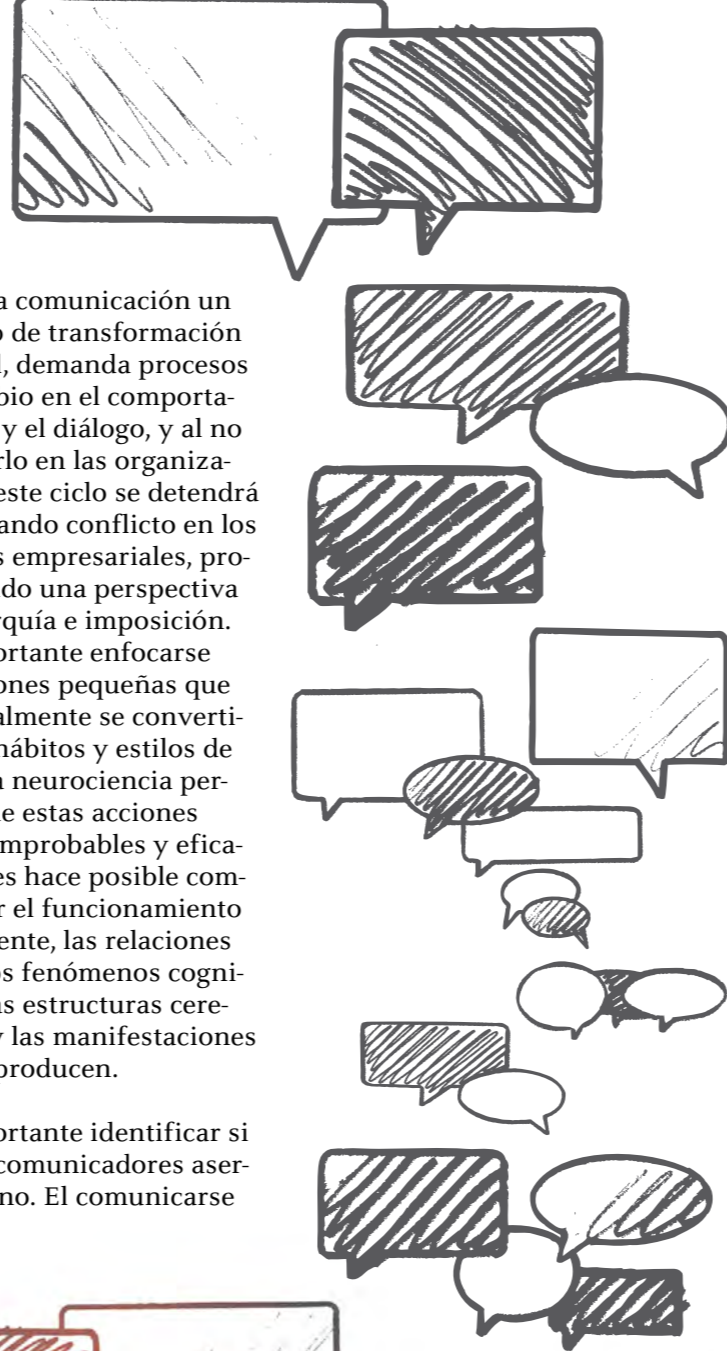 a comunicación un
o de transformación
l, demanda procesos
bio en el comporta-
y el diálogo, y al no
rlo en las organiza-
este ciclo se detendrá
ando conflicto en los
s empresariales, pro-
do una perspectiva
rquía e imposición.
portante enfocarse
ones pequeñas que
almente se converti-
hábitos y estilos de
a neurociencia per-
e estas acciones
mprobables y efica-
es hace posible com-
r el funcionamiento
ente, las relaciones
os fenómenos cogni-
as estructuras cere-
y las manifestaciones
producen.
portante identificar si
comunicadores aser-
no. El comunicarse